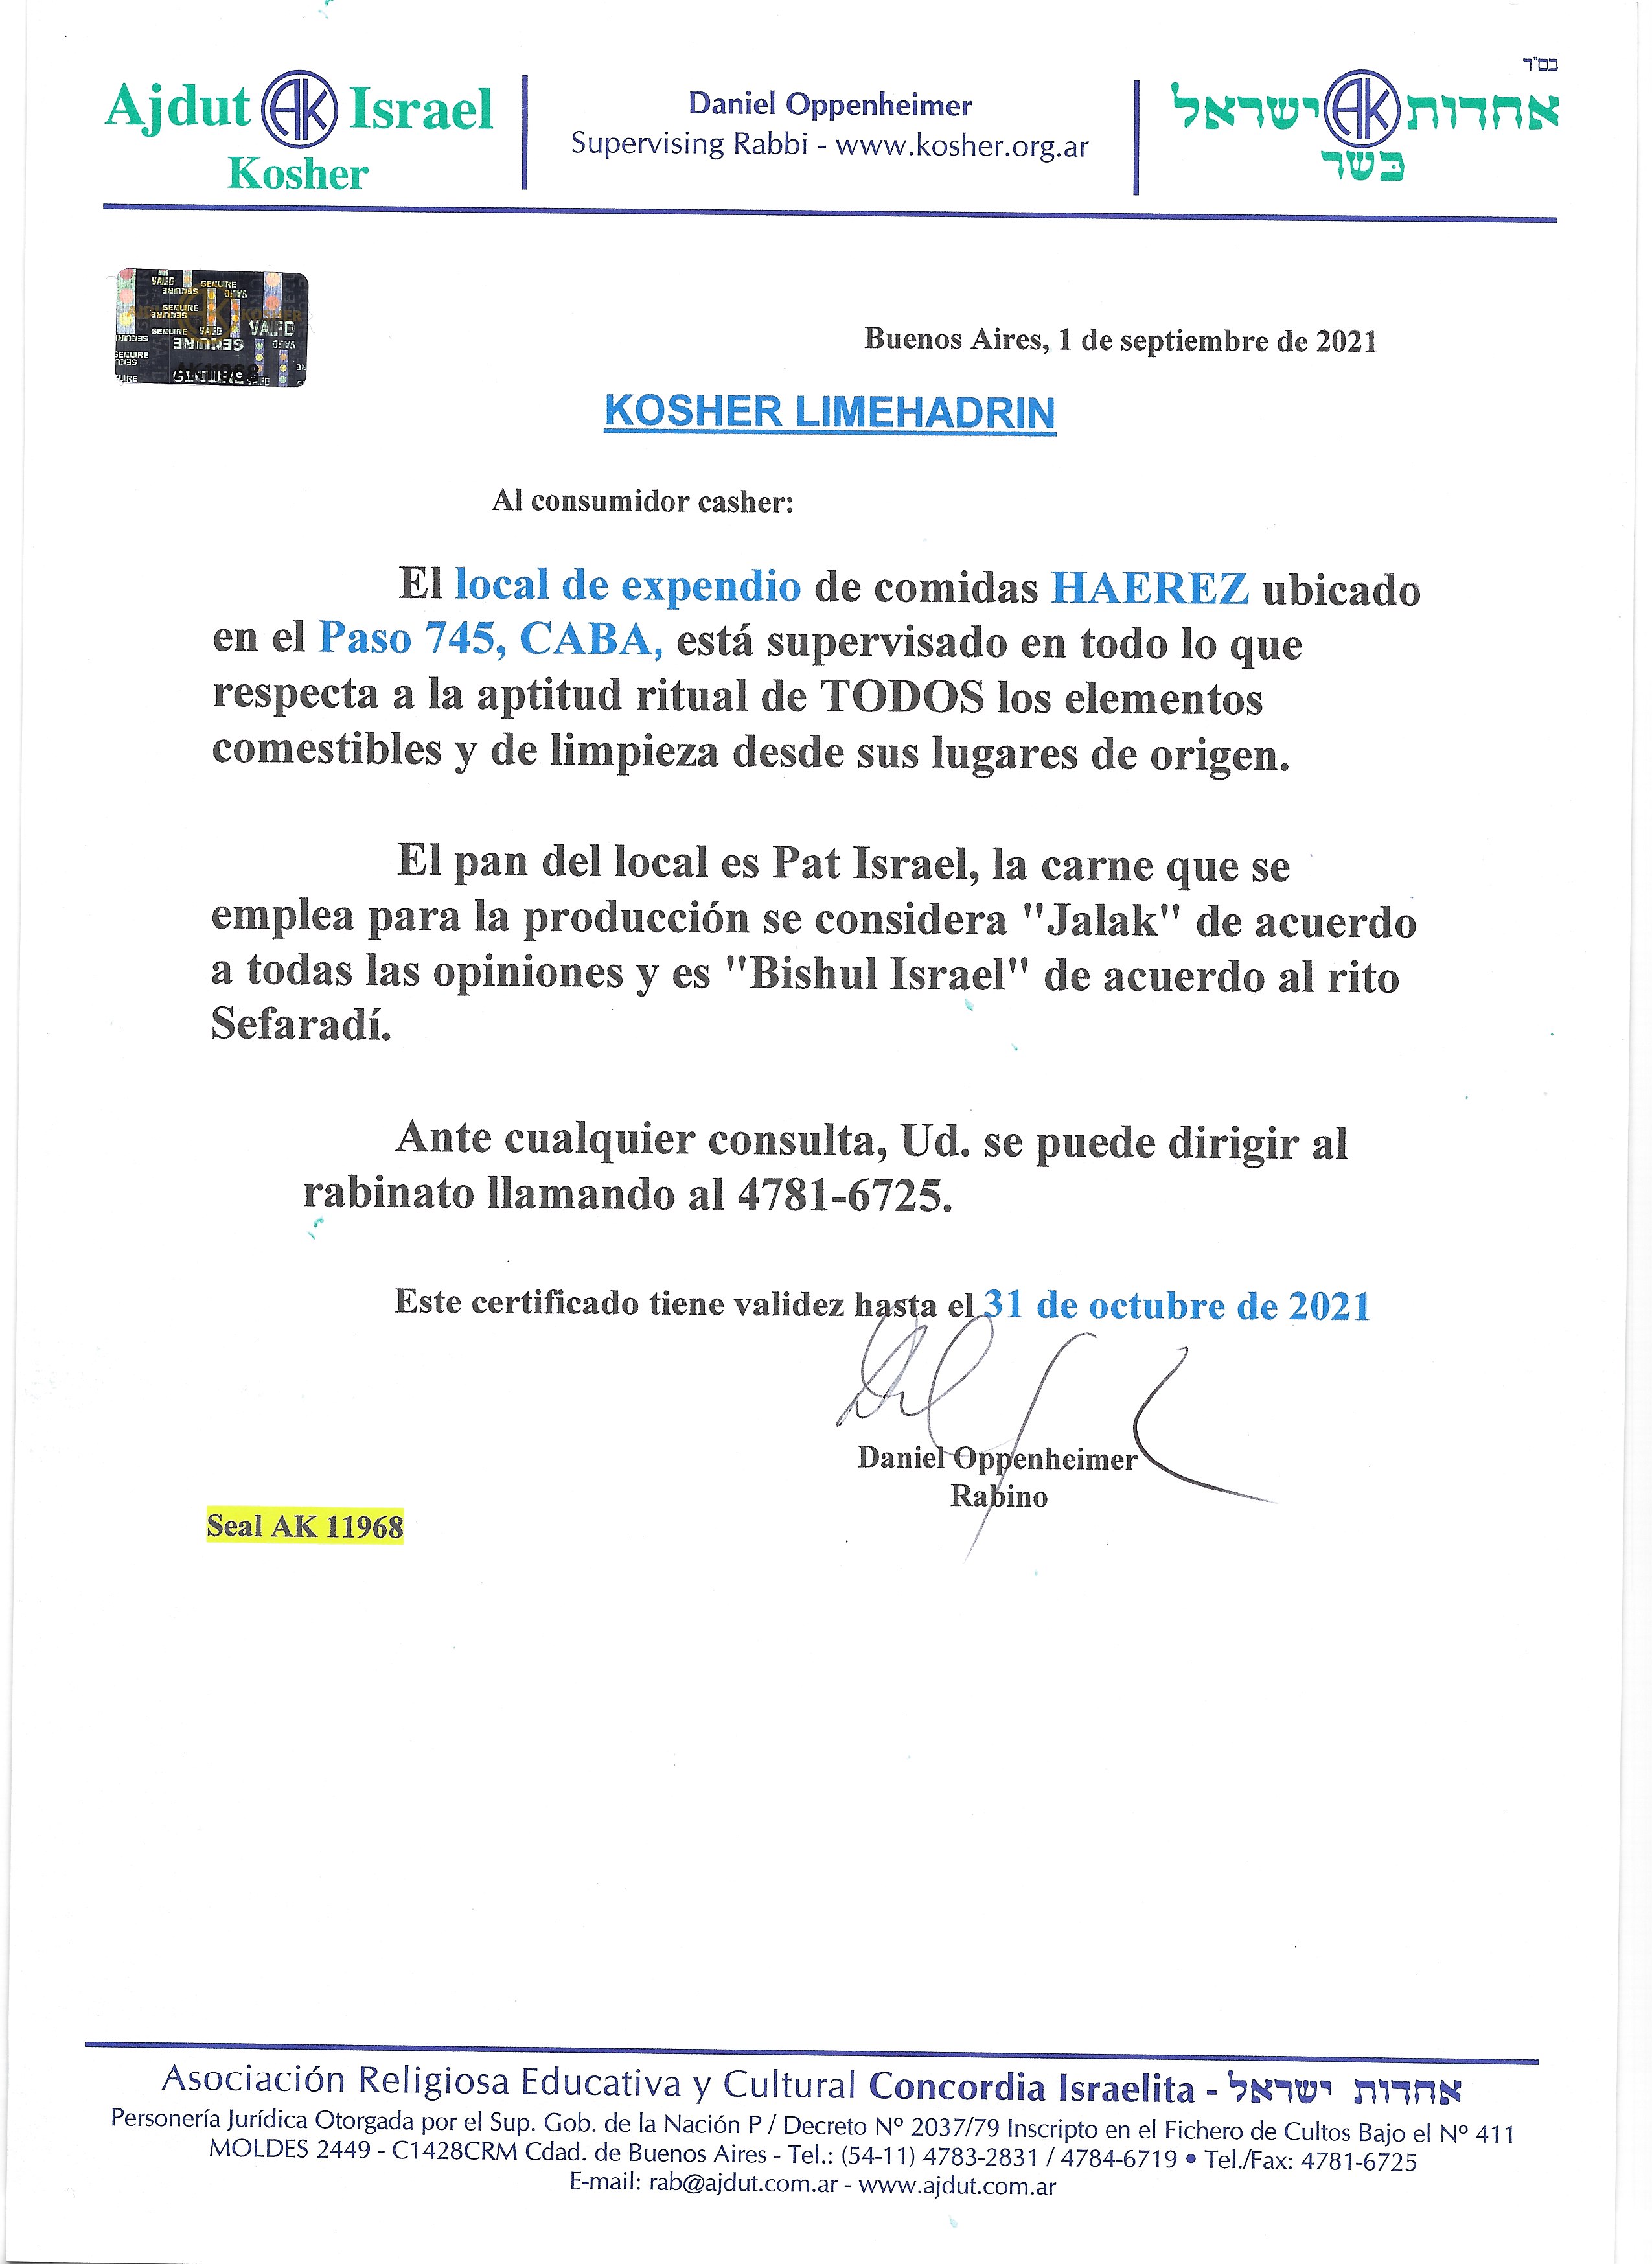 בס"ד
Ajdut AK Israel
Kosher
Daniel Oppenheimer
Supervising Rabbi - www.kosher.org.ar
אחדות AK ישראל
כשר
VALID SECURE
AK11968
Buenos Aires, 1 de septiembre de 2021
KOSHER LIMEHADRIN
Al consumidor casher:
El local de expendio de comidas HAEREZ ubicado
en el Paso 745, CABA, está supervisado en todo lo que
respecta a la aptitud ritual de TODOS los elementos
comestibles y de limpieza desde sus lugares de origen.
El pan del local es Pat Israel, la carne que se
emplea para la producción se considera "Jalak" de acuerdo
a todas las opiniones y es "Bishul Israel" de acuerdo al rito
Sefaradí.
Ante cualquier consulta, Ud. se puede dirigir al
rabinato llamando al 4781-6725.
Este certificado tiene validez hasta el 31 de octubre de 2021
Daniel Oppenheimer
Rabino
Seal AK 11968
Asociación Religiosa Educativa y Cultural Concordia Israelita - אחדות ישראל
Personería Jurídica Otorgada por el Sup. Gob. de la Nación P / Decreto Nº 2037/79 Inscripto en el Fichero de Cultos Bajo el Nº 411
MOLDES 2449 - C1428CRM Cdad. de Buenos Aires - Tel.: (54-11) 4783-2831 / 4784-6719 • Tel./Fax: 4781-6725
E-mail: rab@ajdut.com.ar - www.ajdut.com.ar